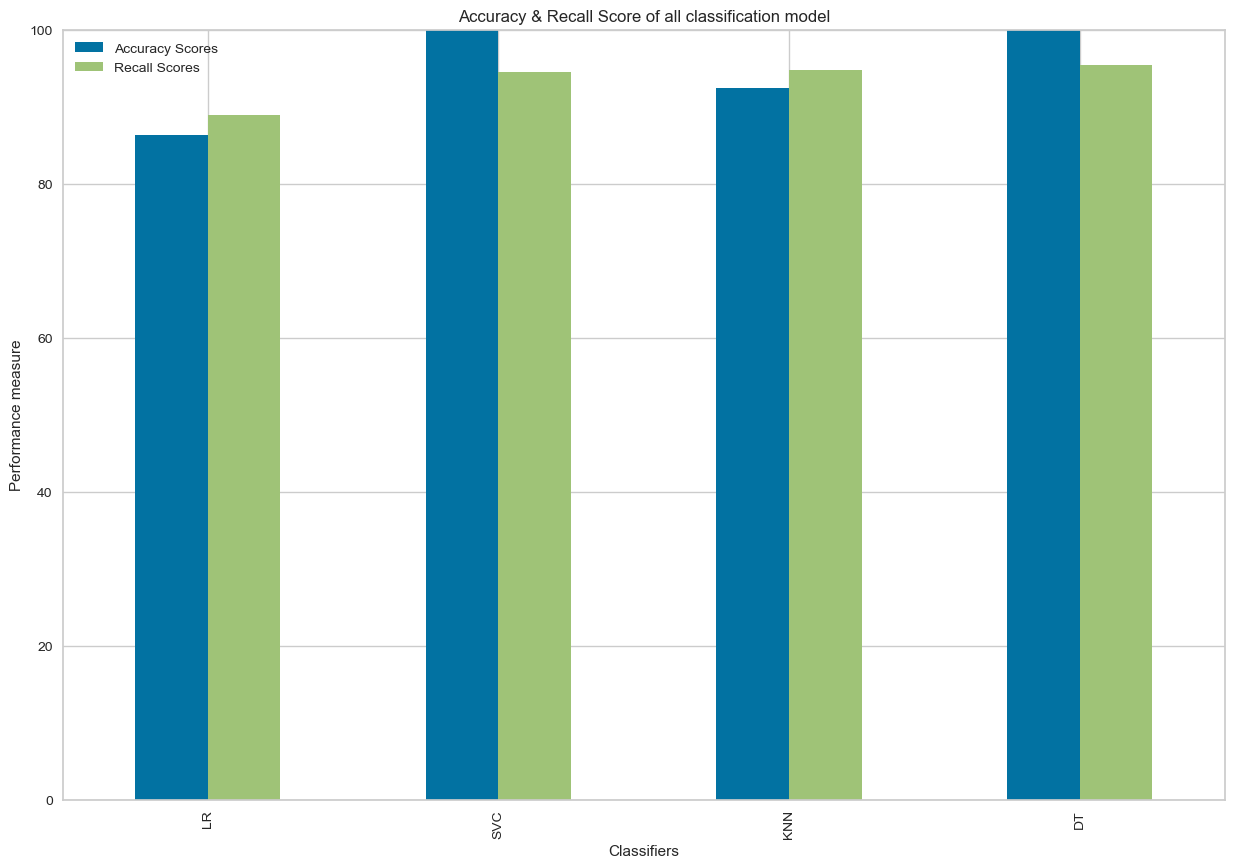 Accuracy & Recall Score of all classification model
Accuracy Scores
Recall Scores
100
80
60
40
20
0
Performance measure
LR
SVC
KNN
DT
Classifiers